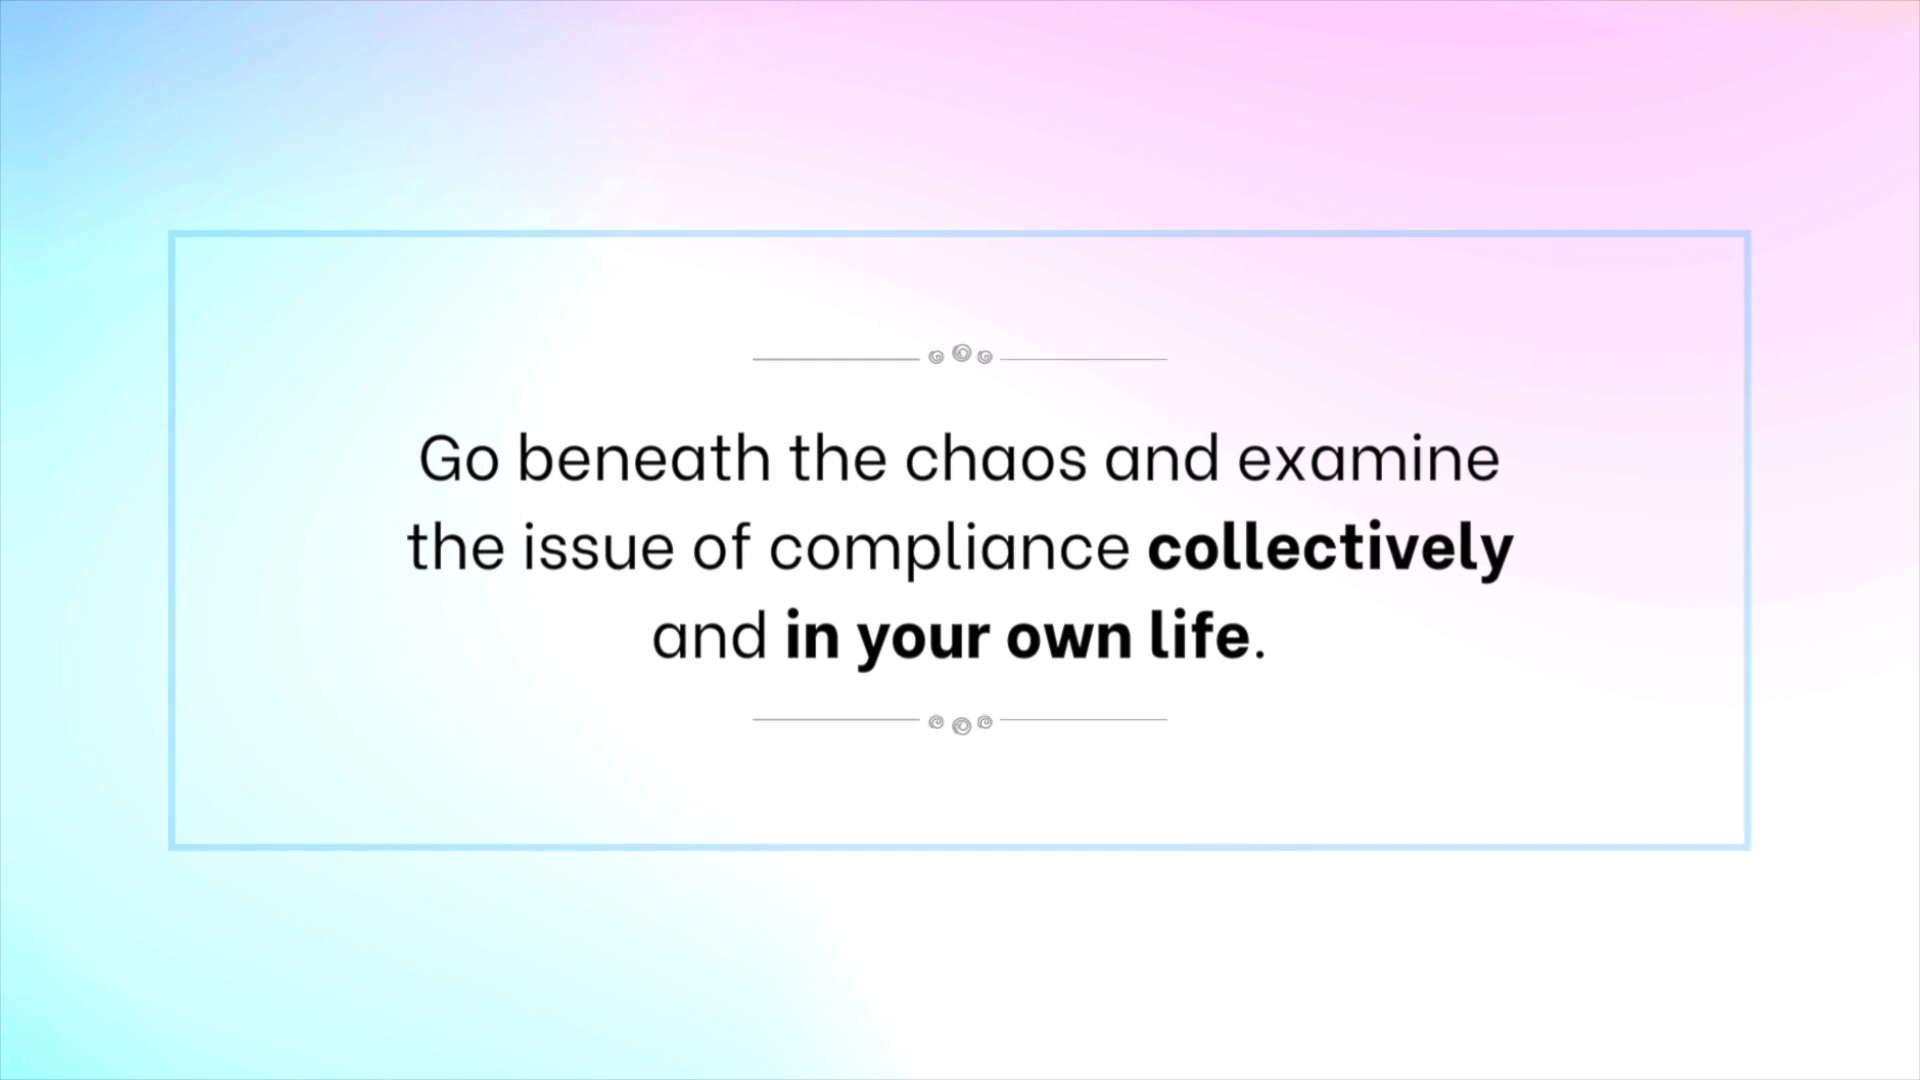 Go beneath the chaos and examine
the issue of compliance collectively
and in your own life.